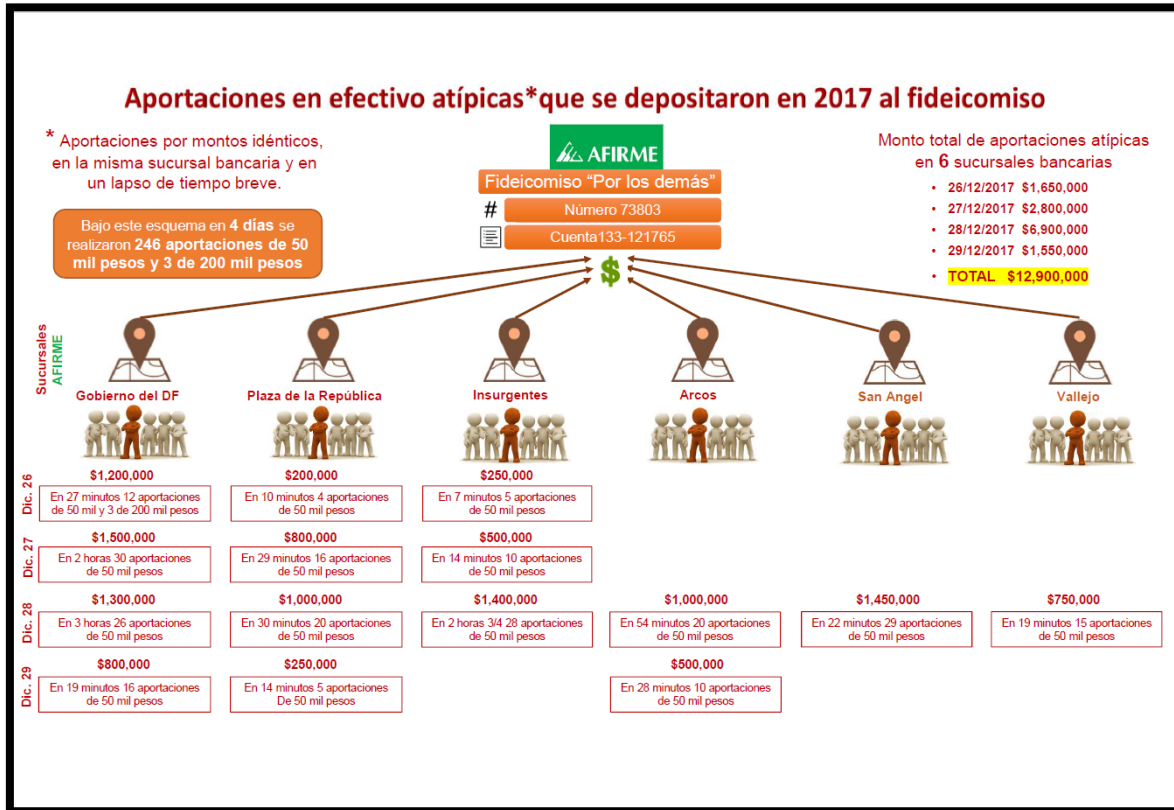 Aportaciones en efectivo atípicas*que se depositaron en 2017 al fideicomiso
* Aportaciones por montos idénticos,
en la misma sucursal bancaria y en
un lapso de tiempo breve.
Bajo este esquema en 4 días se
realizaron 246 aportaciones de 50
mil pesos y 3 de 200 mil pesos
AFIRME
Fideicomiso “Por los demás”
# Número 73803
Cuenta133-121765
$
Monto total de aportaciones atípicas
en 6 sucursales bancarias
• 26/12/2017 $1,650,000
• 27/12/2017 $2,800,000
• 28/12/2017 $6,900,000
• 29/12/2017 $1,550,000
• TOTAL $12,900,000
Sucursales
AFIRME
Gobierno del DF
Plaza de la República
Insurgentes
Arcos
San Angel
Vallejo
Dic. 26
$1,200,000
En 27 minutos 12 aportaciones
de 50 mil y 3 de 200 mil pesos
$200,000
En 10 minutos 4 aportaciones
de 50 mil pesos
$250,000
En 7 minutos 5 aportaciones
de 50 mil pesos
Dic. 27
$1,500,000
En 2 horas 30 aportaciones
de 50 mil pesos
$800,000
En 29 minutos 16 aportaciones
de 50 mil pesos
$500,000
En 14 minutos 10 aportaciones
de 50 mil pesos
Dic. 28
$1,300,000
En 3 horas 26 aportaciones
de 50 mil pesos
$1,000,000
En 30 minutos 20 aportaciones
de 50 mil pesos
$1,400,000
En 2 horas 3/4 28 aportaciones
de 50 mil pesos
$1,000,000
En 54 minutos 20 aportaciones
de 50 mil pesos
$1,450,000
En 22 minutos 29 aportaciones
de 50 mil pesos
$750,000
En 19 minutos 15 aportaciones
de 50 mil pesos
Dic. 29
$800,000
En 19 minutos 16 aportaciones
de 50 mil pesos
$250,000
En 14 minutos 5 aportaciones
De 50 mil pesos
$500,000
En 28 minutos 10 aportaciones
de 50 mil pesos